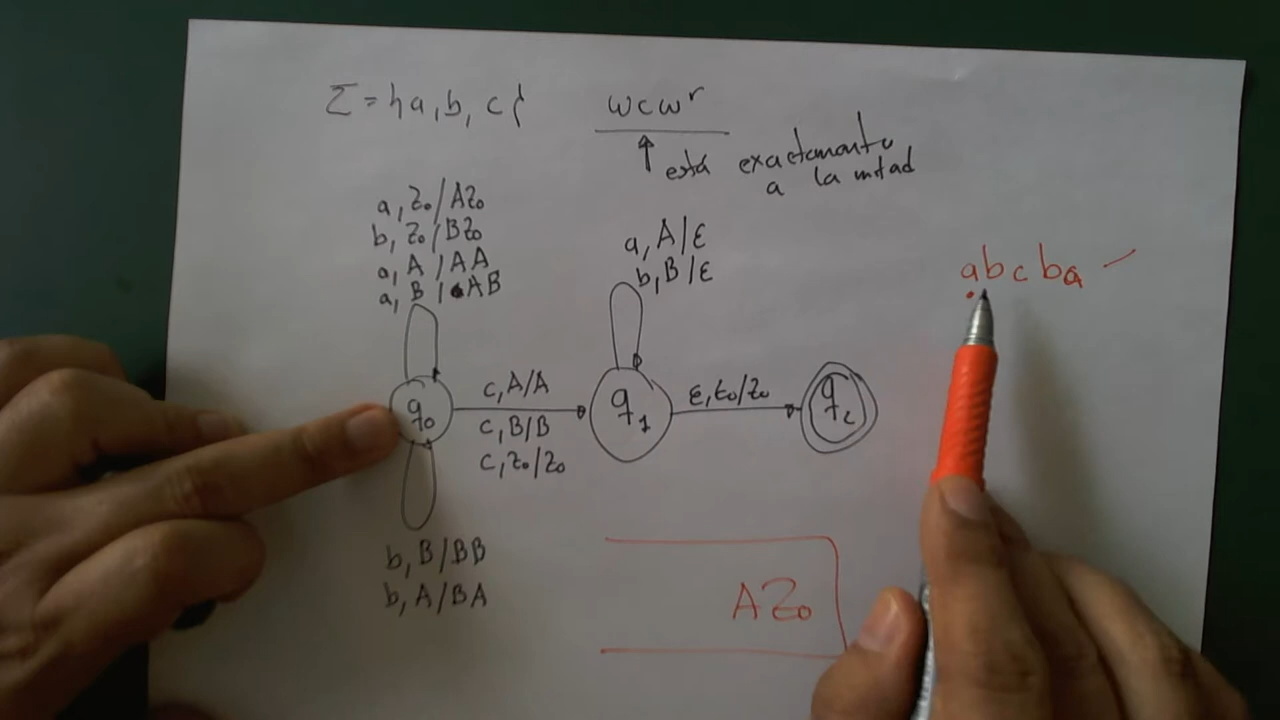 Σ = {a, b, c}
wcwʳ
está exactamente
a la mitad
a, Z₀/AZ₀
b, Z₀/BZ₀
a, A/AA
a, B/AB
a, A/ε
b, B/ε
abcba
c, A/A
c, B/B
c, Z₀/Z₀
q₀
q₁
ε, Z₀/Z₀
q₂
b, B/BB
b, A/BA
AZ₀